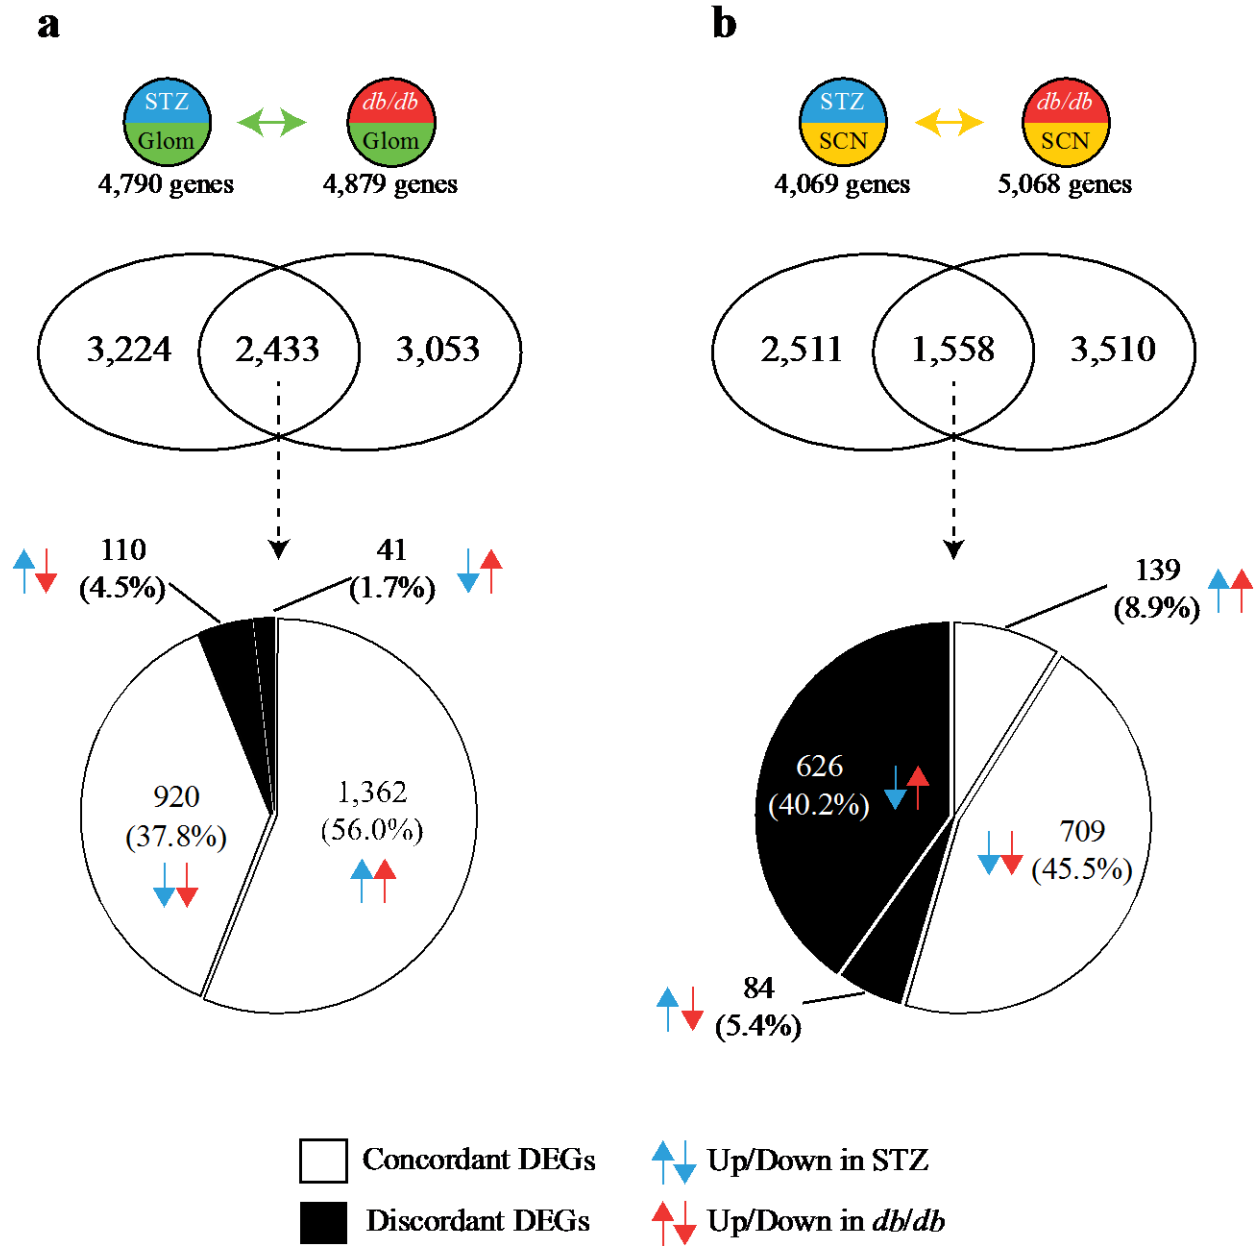 a
b
STZ
Glom
4,790 genes
db/db
Glom
4,879 genes
STZ
SCN
4,069 genes
db/db
SCN
5,068 genes
3,224
2,433
3,053
2,511
1,558
3,510
110
(4.5%)
41
(1.7%)
920
(37.8%)
1,362
(56.0%)
139
(8.9%)
626
(40.2%)
709
(45.5%)
84
(5.4%)
Concordant DEGs
Up/Down in STZ
Discordant DEGs
Up/Down in db/db